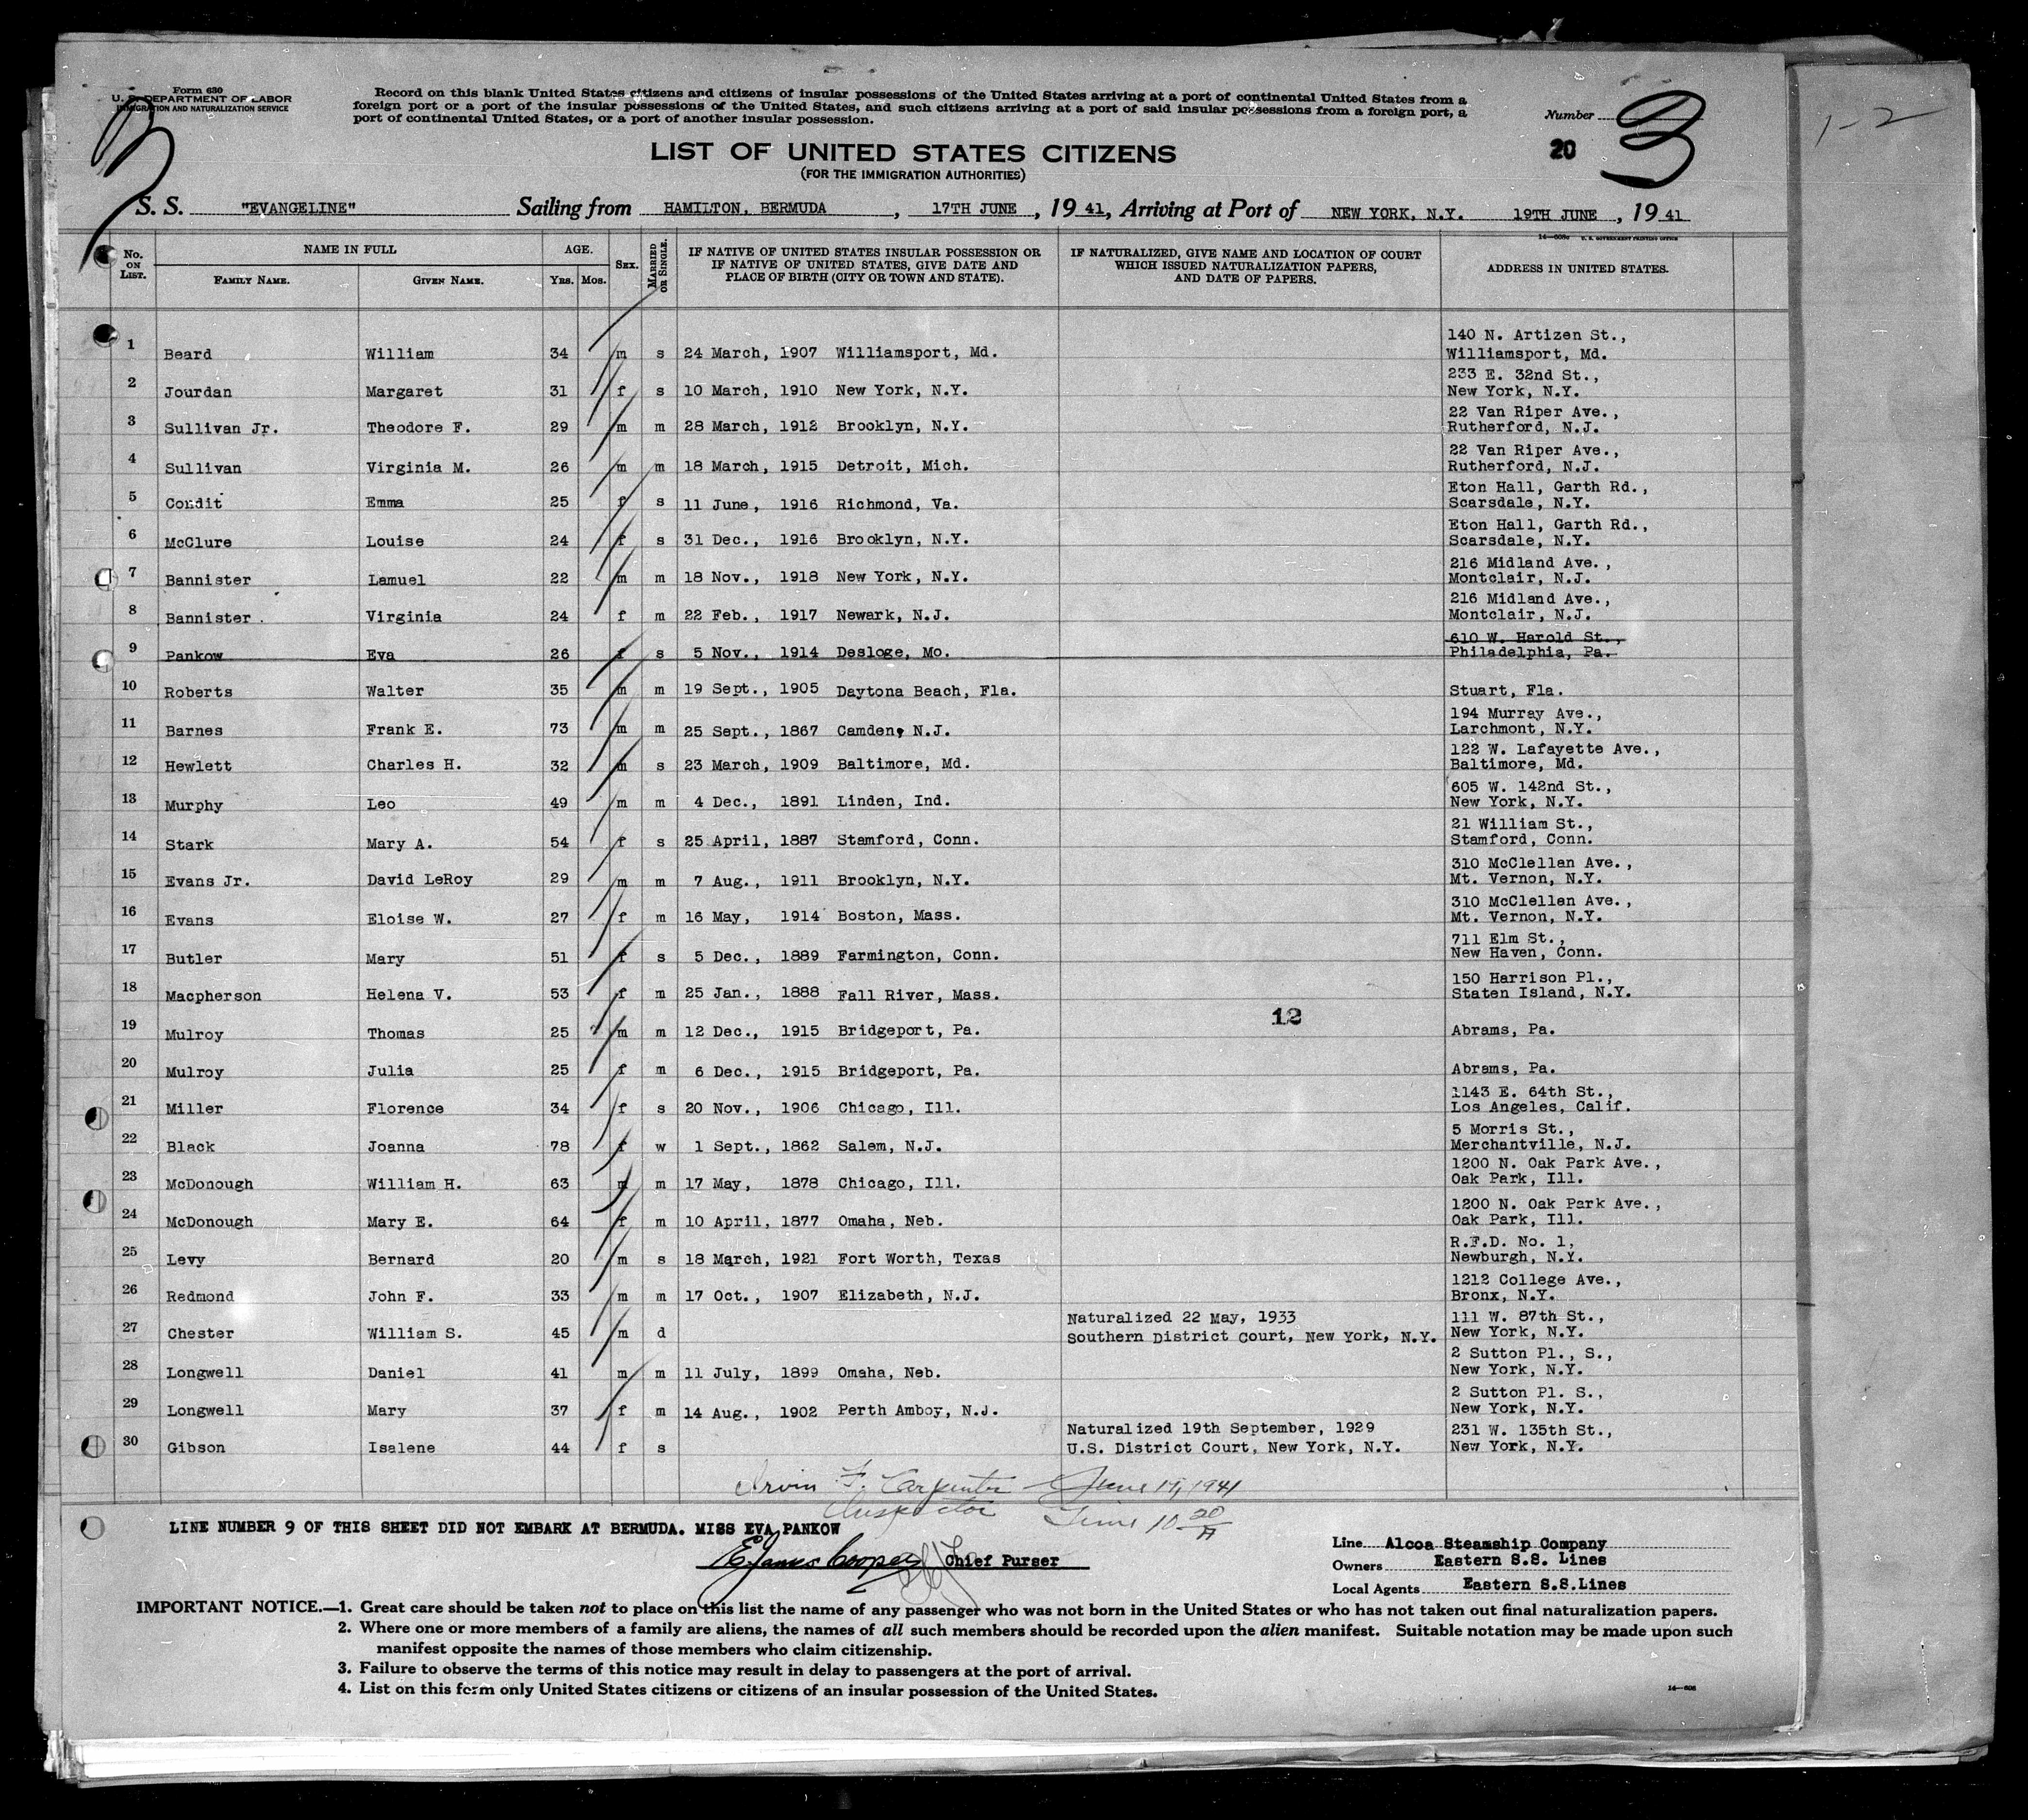 Form 630
U. S. DEPARTMENT OF LABOR
IMMIGRATION AND NATURALIZATION SERVICE
Record on this blank United States citizens and citizens of insular possessions of the United States arriving at a port of continental United States from a
foreign port or a port of the insular possessions of the United States, and such citizens arriving at a port of said insular possessions from a foreign port, a
port of continental United States, or a port of another insular possession.
Number 3
1-2
20
LIST OF UNITED STATES CITIZENS
(FOR THE IMMIGRATION AUTHORITIES)
S. S. "EVANGELINE" Sailing from HAMILTON, BERMUDA, 17TH JUNE, 19 41, Arriving at Port of NEW YORK, N.Y. 19TH JUNE, 19 41
No. ON LIST. NAME IN FULL FAMILY NAME. GIVEN NAME. AGE. YRS. MOS. SEX. MARRIED OR SINGLE. IF NATIVE OF UNITED STATES INSULAR POSSESSION OR IF NATIVE OF UNITED STATES, GIVE DATE AND PLACE OF BIRTH (CITY OR TOWN AND STATE). IF NATURALIZED, GIVE NAME AND LOCATION OF COURT WHICH ISSUED NATURALIZATION PAPERS, AND DATE OF PAPERS. ADDRESS IN UNITED STATES.
U. S. GOVERNMENT PRINTING OFFICE
140 N. Artizen St.,
1 Beard William 34 m s 24 March, 1907 Williamsport, Md. Williamsport, Md.
233 E. 32nd St.,
2 Jourdan Margaret 31 f s 10 March, 1910 New York, N.Y. New York, N.Y.
22 Van Riper Ave.,
3 Sullivan Jr. Theodore F. 29 m m 28 March, 1912 Brooklyn, N.Y. Rutherford, N.J.
22 Van Riper Ave.,
4 Sullivan Virginia M. 26 m m 18 March, 1915 Detroit, Mich. Rutherford, N.J.
Eton Hall, Garth Rd.,
5 Condit Emma 25 f s 11 June, 1916 Richmond, Va. Scarsdale, N.Y.
Eton Hall, Garth Rd.,
6 McClure Louise 24 f s 31 Dec., 1916 Brooklyn, N.Y. Scarsdale, N.Y.
216 Midland Ave.,
7 Bannister Lamuel 22 m m 18 Nov., 1918 New York, N.Y. Montclair, N.J.
216 Midland Ave.,
8 Bannister Virginia 24 f m 22 Feb., 1917 Newark, N.J. Montclair, N.J.
610 W. Harold St.,
9 Pankow Eva 26 f s 5 Nov., 1914 Desloge, Mo. Philadelphia, Pa.
10 Roberts Walter 35 m m 19 Sept., 1905 Daytona Beach, Fla. Stuart, Fla.
194 Murray Ave.,
11 Barnes Frank E. 73 m m 25 Sept., 1867 Camden, N.J. Larchmont, N.Y.
122 W. Lafayette Ave.,
12 Hewlett Charles H. 32 m s 23 March, 1909 Baltimore, Md. Baltimore, Md.
605 W. 142nd St.,
13 Murphy Leo 49 m m 4 Dec., 1891 Linden, Ind. New York, N.Y.
21 William St.,
14 Stark Mary A. 54 f s 25 April, 1887 Stamford, Conn. Stamford, Conn.
310 McClellan Ave.,
15 Evans Jr. David LeRoy 29 m m 7 Aug., 1911 Brooklyn, N.Y. Mt. Vernon, N.Y.
310 McClellan Ave.,
16 Evans Eloise W. 27 f m 16 May, 1914 Boston, Mass. Mt. Vernon, N.Y.
711 Elm St.,
17 Butler Mary 51 f s 5 Dec., 1889 Farmington, Conn. New Haven, Conn.
150 Harrison Pl.,
18 Macpherson Helena V. 53 f m 25 Jan., 1888 Fall River, Mass. Staten Island, N.Y.
12
19 Mulroy Thomas 25 m m 12 Dec., 1915 Bridgeport, Pa. Abrams, Pa.
20 Mulroy Julia 25 f m 6 Dec., 1915 Bridgeport, Pa. Abrams, Pa.
1143 E. 64th St.,
21 Miller Florence 34 f s 20 Nov., 1906 Chicago, Ill. Los Angeles, Calif.
5 Morris St.,
22 Black Joanna 78 f w 1 Sept., 1862 Salem, N.J. Merchantville, N.J.
1200 N. Oak Park Ave.,
23 McDonough William H. 63 m m 17 May, 1878 Chicago, Ill. Oak Park, Ill.
1200 N. Oak Park Ave.,
24 McDonough Mary E. 64 f m 10 April, 1877 Omaha, Neb. Oak Park, Ill.
R.F.D. No. 1,
25 Levy Bernard 20 m s 18 March, 1921 Fort Worth, Texas Newburgh, N.Y.
1212 College Ave.,
26 Redmond John F. 33 m m 17 Oct., 1907 Elizabeth, N.J. Bronx, N.Y.
Naturalized 22 May, 1933 111 W. 87th St.,
27 Chester William S. 45 m d Southern District Court, New York, N.Y. New York, N.Y.
2 Sutton Pl., S.,
28 Longwell Daniel 41 m m 11 July, 1899 Omaha, Neb. New York, N.Y.
2 Sutton Pl. S.,
29 Longwell Mary 37 f m 14 Aug., 1902 Perth Amboy, N.J. New York, N.Y.
Naturalized 19th September, 1929 231 W. 135th St.,
30 Gibson Isalene 44 f s U.S. District Court, New York, N.Y. New York, N.Y.
Irvin F. Carpenter June 19, 1941
Inspector Time 10 20 A
LINE NUMBER 9 OF THIS SHEET DID NOT EMBARK AT BERMUDA. MISS EVA PANKOW
E James Cooper Chief Purser
Line Alcoa Steamship Company
Owners Eastern S.S. Lines
Local Agents Eastern S.S.Lines
IMPORTANT NOTICE.—1. Great care should be taken not to place on this list the name of any passenger who was not born in the United States or who has not taken out final naturalization papers.
2. Where one or more members of a family are aliens, the names of all such members should be recorded upon the alien manifest. Suitable notation may be made upon such
manifest opposite the names of those members who claim citizenship.
3. Failure to observe the terms of this notice may result in delay to passengers at the port of arrival.
4. List on this form only United States citizens or citizens of an insular possession of the United States.